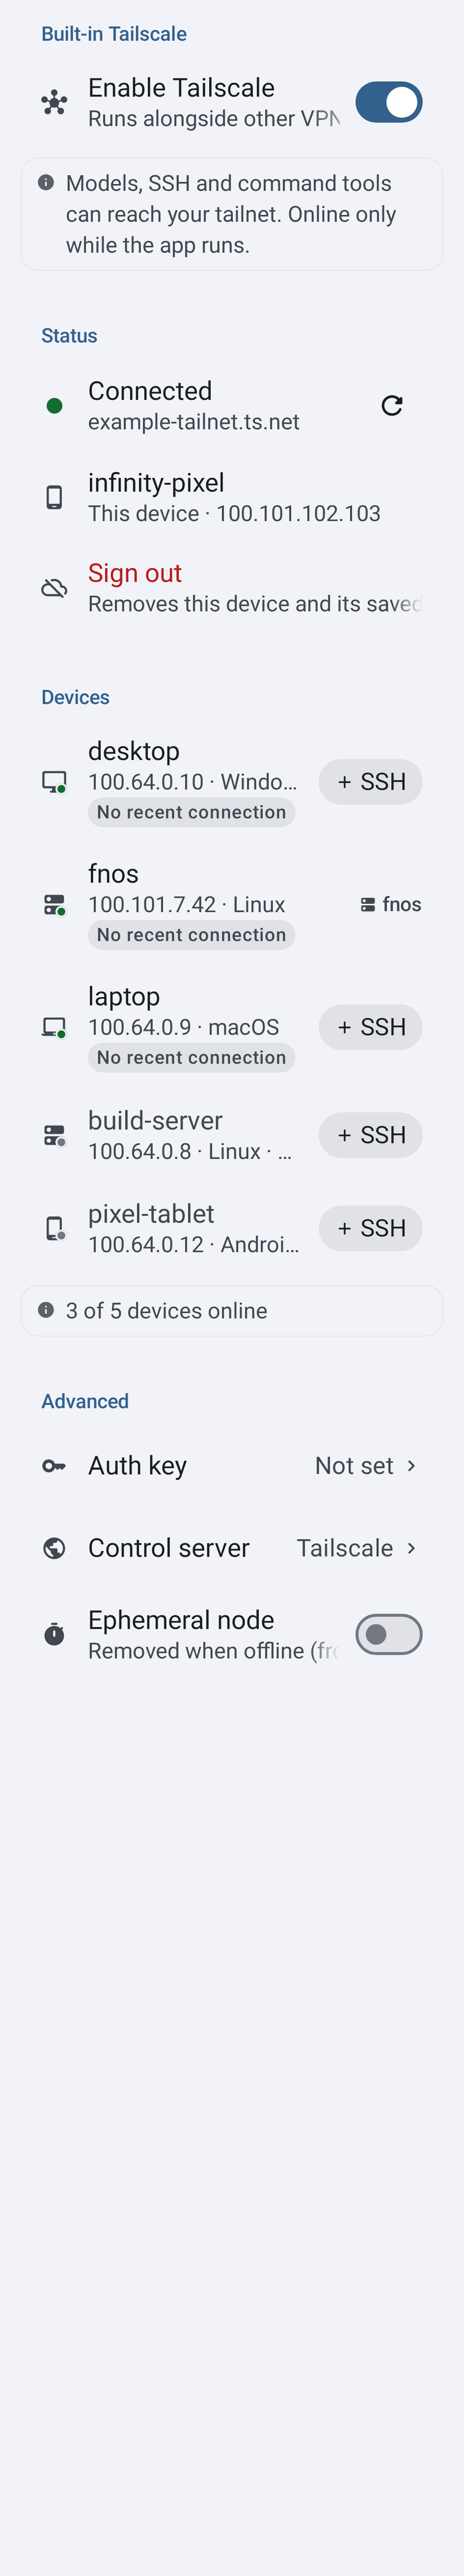 Built-in Tailscale
Enable Tailscale
Runs alongside other VPN
Models, SSH and command tools
can reach your tailnet. Online only
while the app runs.
Status
Connected
example-tailnet.ts.net
infinity-pixel
This device · 100.101.102.103
Sign out
Removes this device and its saved
Devices
desktop
100.64.0.10 · Windo...
No recent connection
+ SSH
fnos
100.101.7.42 · Linux
No recent connection
fnos
laptop
100.64.0.9 · macOS
No recent connection
+ SSH
build-server
100.64.0.8 · Linux · ...
+ SSH
pixel-tablet
100.64.0.12 · Androi...
+ SSH
3 of 5 devices online
Advanced
Auth key
Not set
Control server
Tailscale
Ephemeral node
Removed when offline (fro